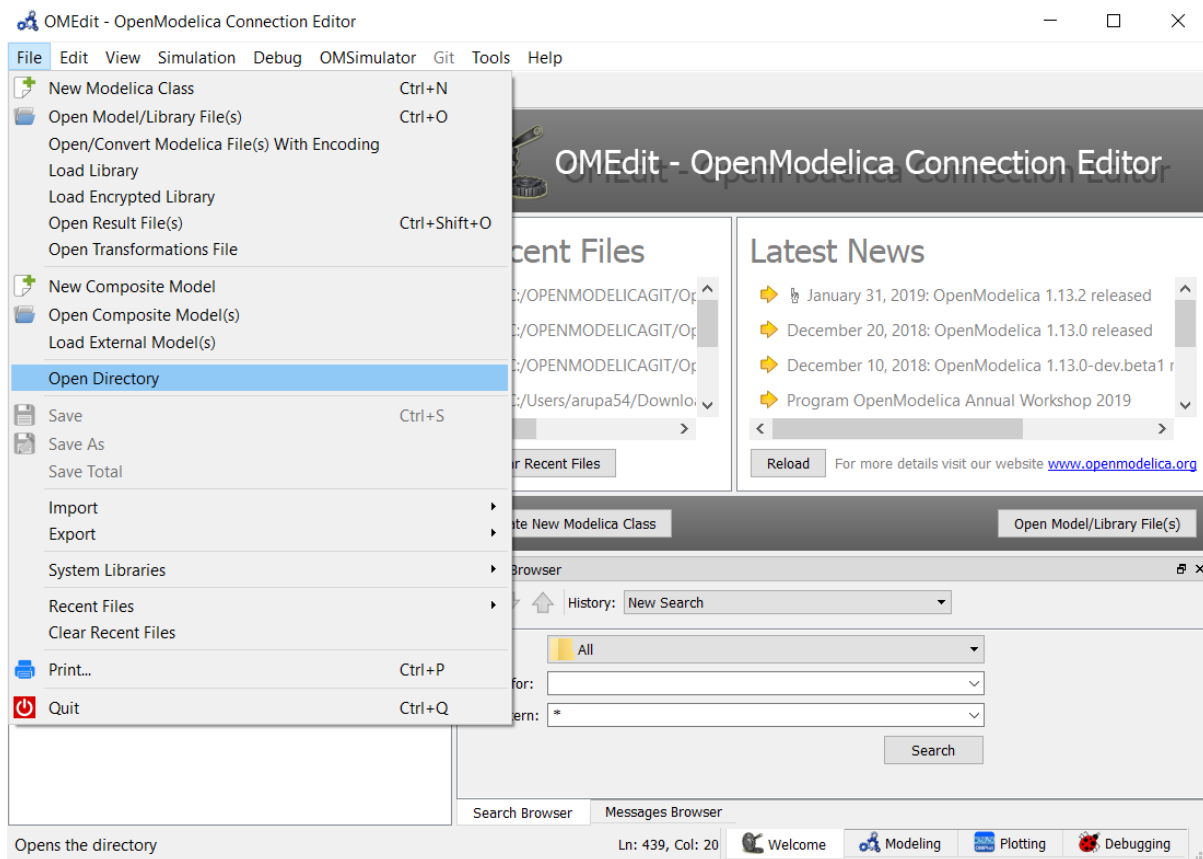 OMEdit - OpenModelica Connection Editor
File Edit View Simulation Debug OMSimulator Git Tools Help
New Modelica Class Ctrl+N
Open Model/Library File(s) Ctrl+O
Open/Convert Modelica File(s) With Encoding
Load Library
Load Encrypted Library
Open Result File(s) Ctrl+Shift+O
Open Transformations File
New Composite Model
Open Composite Model(s)
Load External Model(s)
Open Directory
Save Ctrl+S
Save As
Save Total
Import
Export
System Libraries
Recent Files
Clear Recent Files
Print... Ctrl+P
Quit Ctrl+Q
OMEdit - OpenModelica Connection Editor
cent Files
:/OPENMODELICAGIT/Op
:/OPENMODELICAGIT/Op
:/OPENMODELICAGIT/Op
:/Users/arupa54/Downloa
r Recent Files
Latest News
January 31, 2019: OpenModelica 1.13.2 released
December 20, 2018: OpenModelica 1.13.0 released
December 10, 2018: OpenModelica 1.13.0-dev.beta1 r
Program OpenModelica Annual Workshop 2019
Reload For more details visit our website www.openmodelica.org
ate New Modelica Class
Open Model/Library File(s)
Browser
History: New Search
All
for:
tern: *
Search
Search Browser Messages Browser
Opens the directory
Ln: 439, Col: 20
Welcome Modeling Plotting Debugging